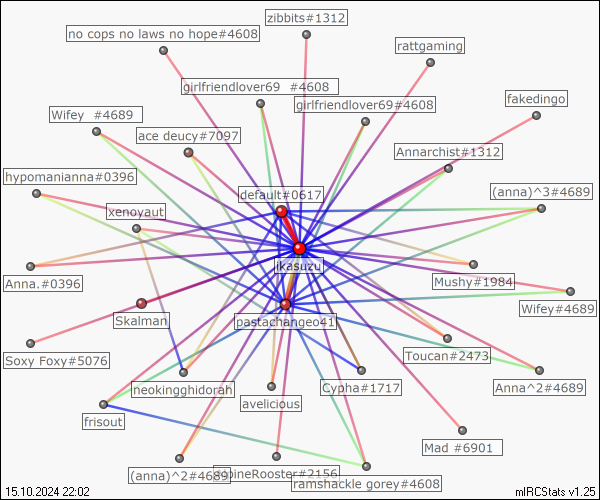 zibbits#1312
no cops no laws no hope#4608
rattgaming
girlfriendlover69 #4608
fakedingo
girlfriendlover69#4608
Wifey #4689
ace deucy#7097
Annarchist#1312
hypomanianna#0396
default#0617
(anna)^3#4689
xenoyaut
ikasuzu
Anna.#0396
Mushy#1984
Wifey#4689
Skalman
pastachangeo41
Toucan#2473
Soxy Foxy#5076
neokingghidorah
Cypha#1717
Anna^2#4689
avelicious
frisout
Mad #6901
(anna)^2#4689
ramshackle gorey#4608
15.10.2024 22:02
mIRCStats v1.25